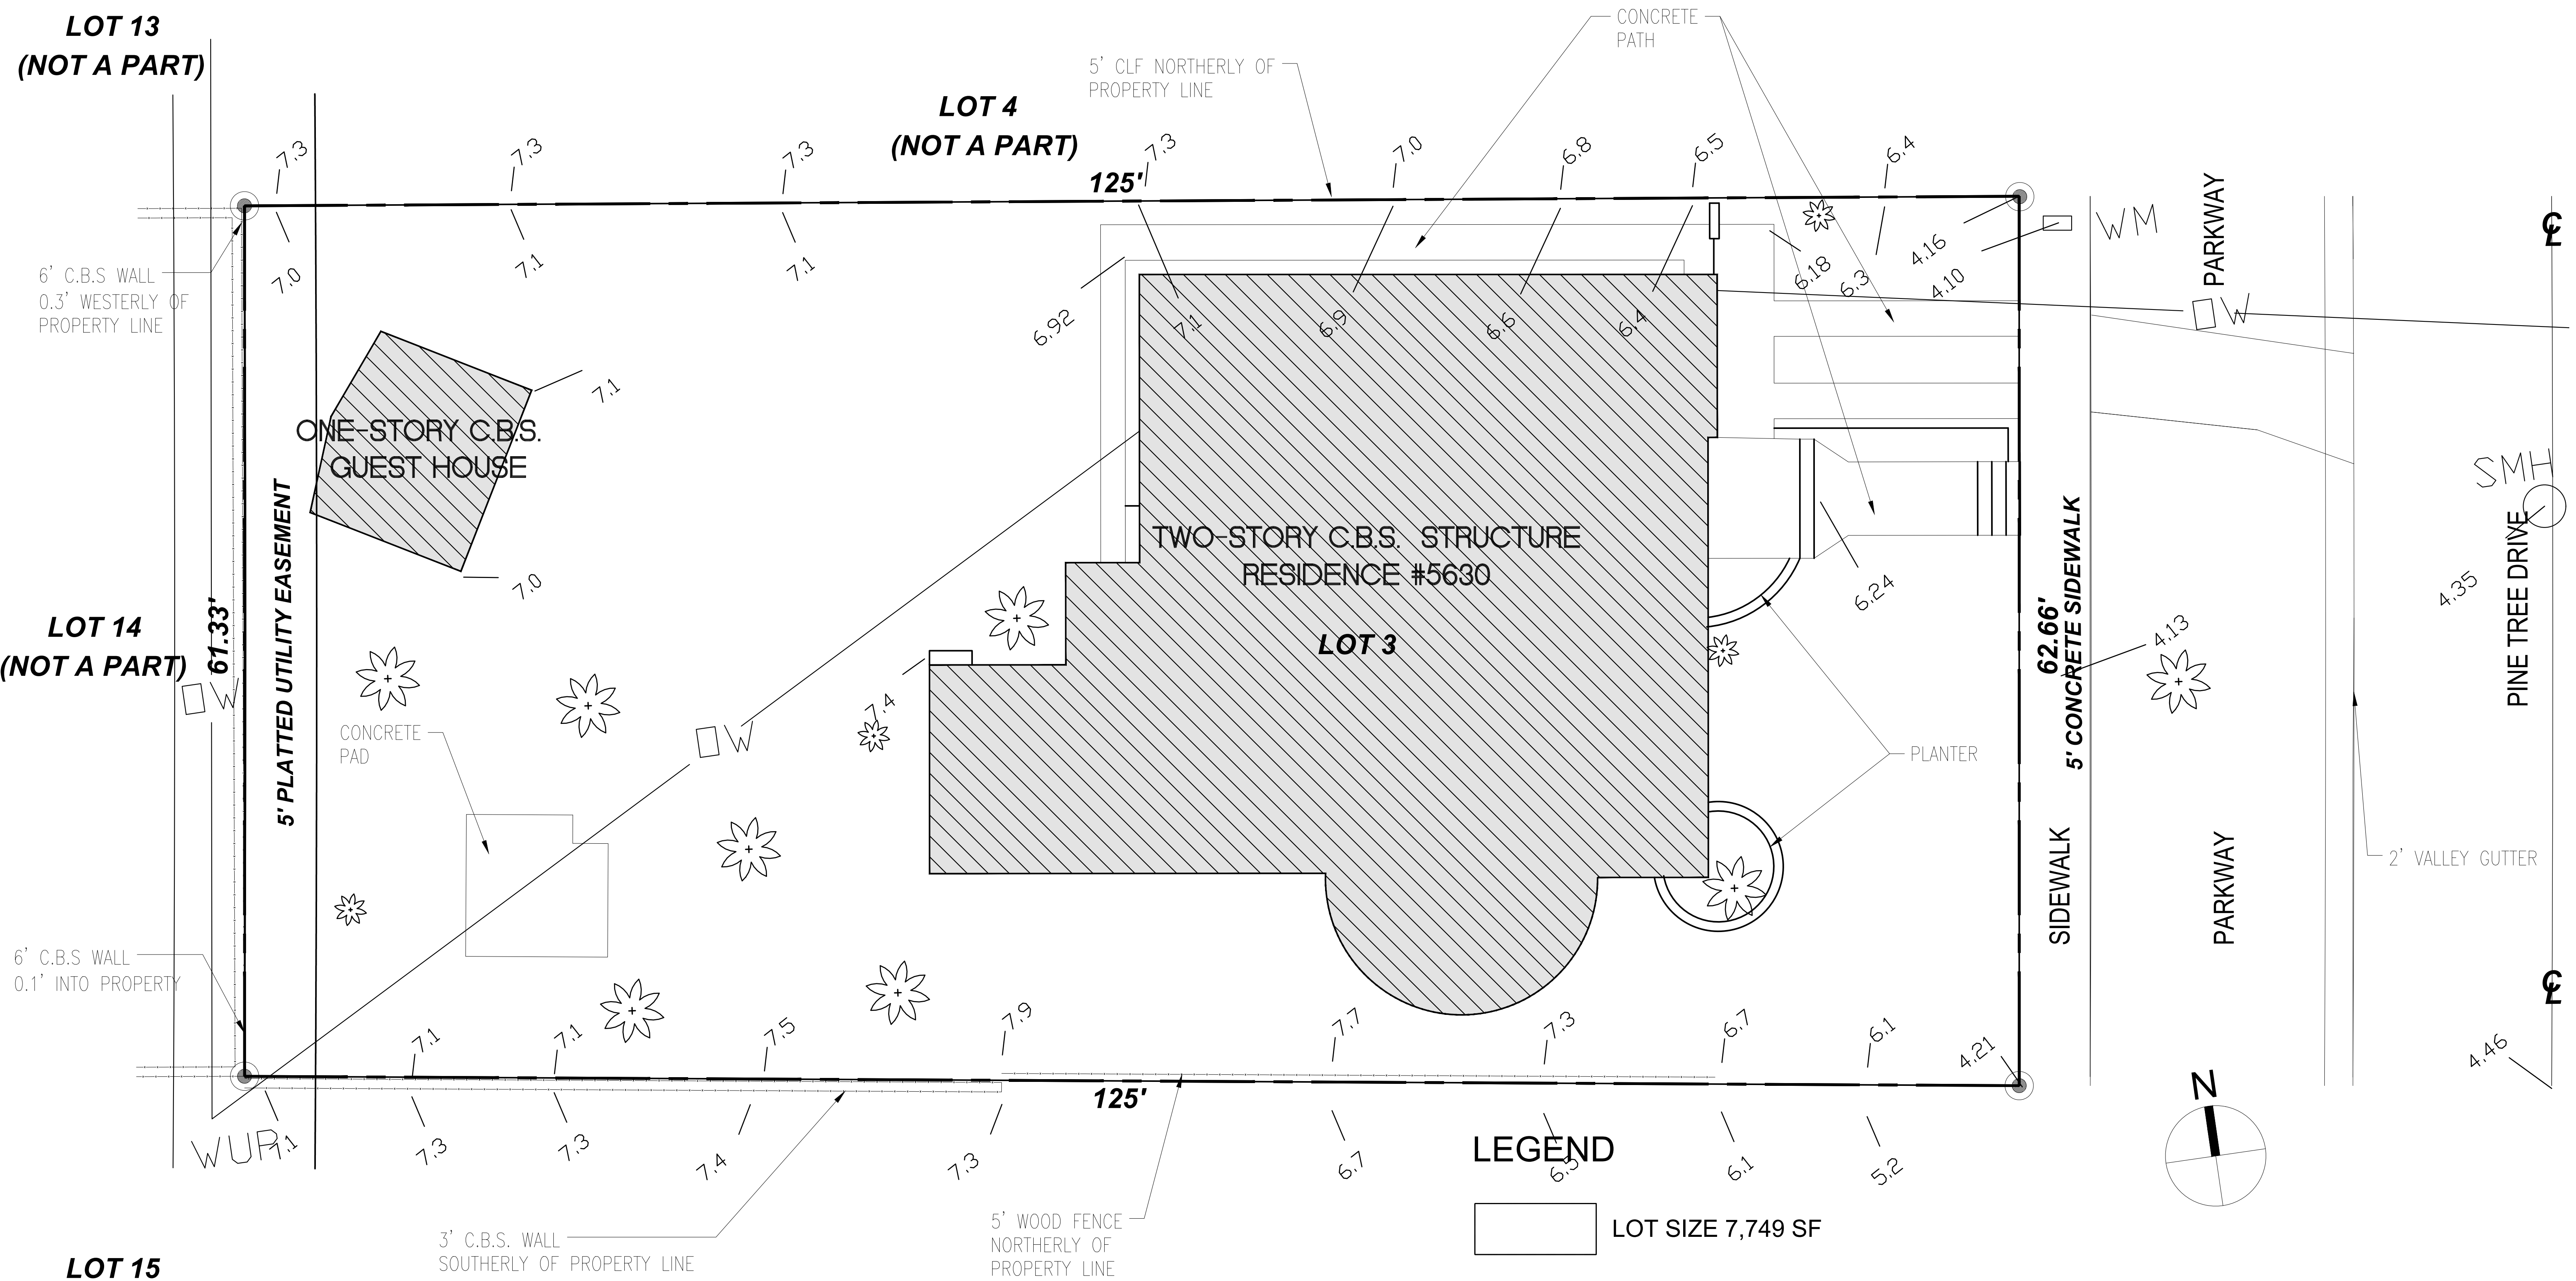 LOT 13
(NOT A PART)
CONCRETE
PATH
5' CLF NORTHERLY OF
PROPERTY LINE
LOT 4
(NOT A PART)
125'
7.3
7.3
7.3
7.3
7.0
6.8
6.5
6.4
7.0
7.1
7.1
6.92
7.1
6.9
6.6
6.4
6.18
6.3
4.16
4.10
WM
PARKWAY
℄
6' C.B.S WALL
0.3' WESTERLY OF
PROPERTY LINE
W
7.1
ONE-STORY C.B.S.
GUEST HOUSE
7.0
5' PLATTED UTILITY EASEMENT
61.33'
LOT 14
(NOT A PART)
W
TWO-STORY C.B.S. STRUCTURE
RESIDENCE #5630
LOT 3
6.24
62.66'
5' CONCRETE SIDEWALK
4.13
SMH
PINE TREE DRIVE
4.35
CONCRETE
PAD
W
7.4
PLANTER
SIDEWALK
PARKWAY
2' VALLEY GUTTER
6' C.B.S WALL
0.1' INTO PROPERTY
℄
7.1
7.1
7.5
7.9
7.7
7.3
6.7
6.1
4.21
4.46
125'
WUP
7.1
7.3
7.3
7.4
7.3
6.7
6.5
6.1
5.2
N
LEGEND
LOT SIZE 7,749 SF
3' C.B.S. WALL
SOUTHERLY OF PROPERTY LINE
5' WOOD FENCE
NORTHERLY OF
PROPERTY LINE
LOT 15